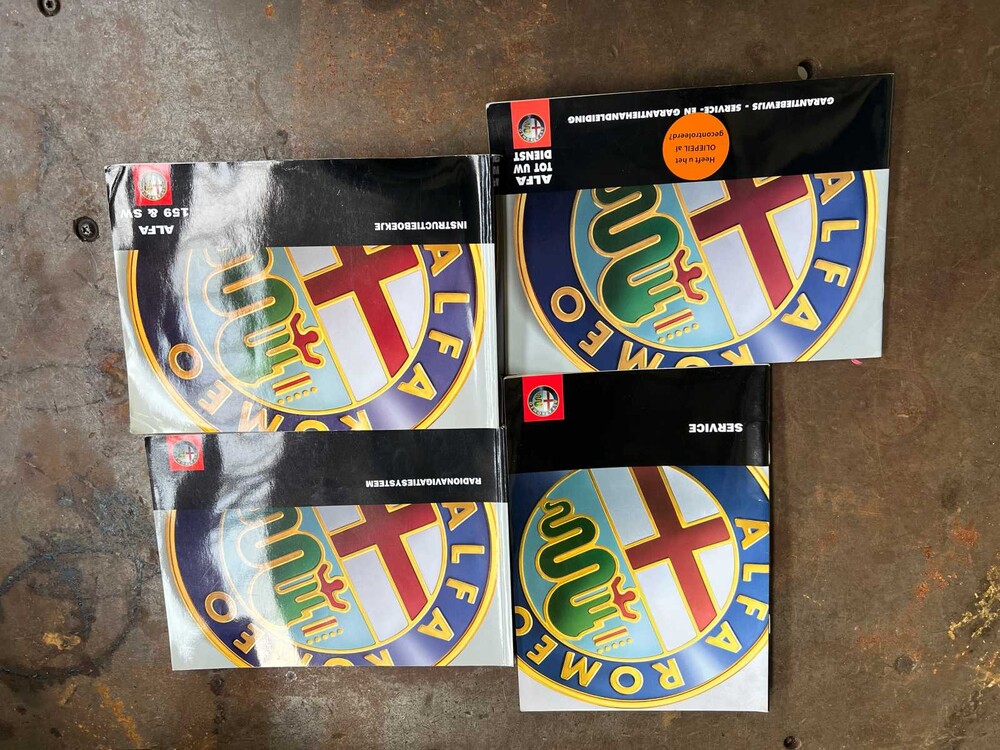 GARANTIEBEWIJS - SERVICE- EN GARANTIEHANDLEIDING
ALFA
TOT UW
DIENST
Heeft u het
OLIEPEIL al
gecontroleerd?
ALFA ROMEO
INSTRUCTIEBOEKJE
ALFA
159 & SW
ALFA ROMEO
SERVICE
ALFA ROMEO
RADIONAVIGATIESYSTEEM
ALFA ROMEO